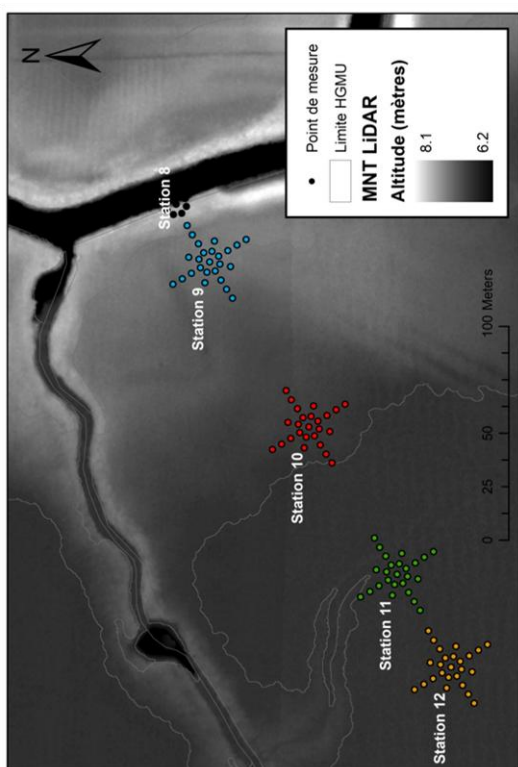 N
Point de mesure
Limite HGMU
MNT LiDAR
Altitude (mètres)
8.1
6.2
Station 8
Station 9
Station 10
Station 11
Station 12
0 25 50 100 Meters